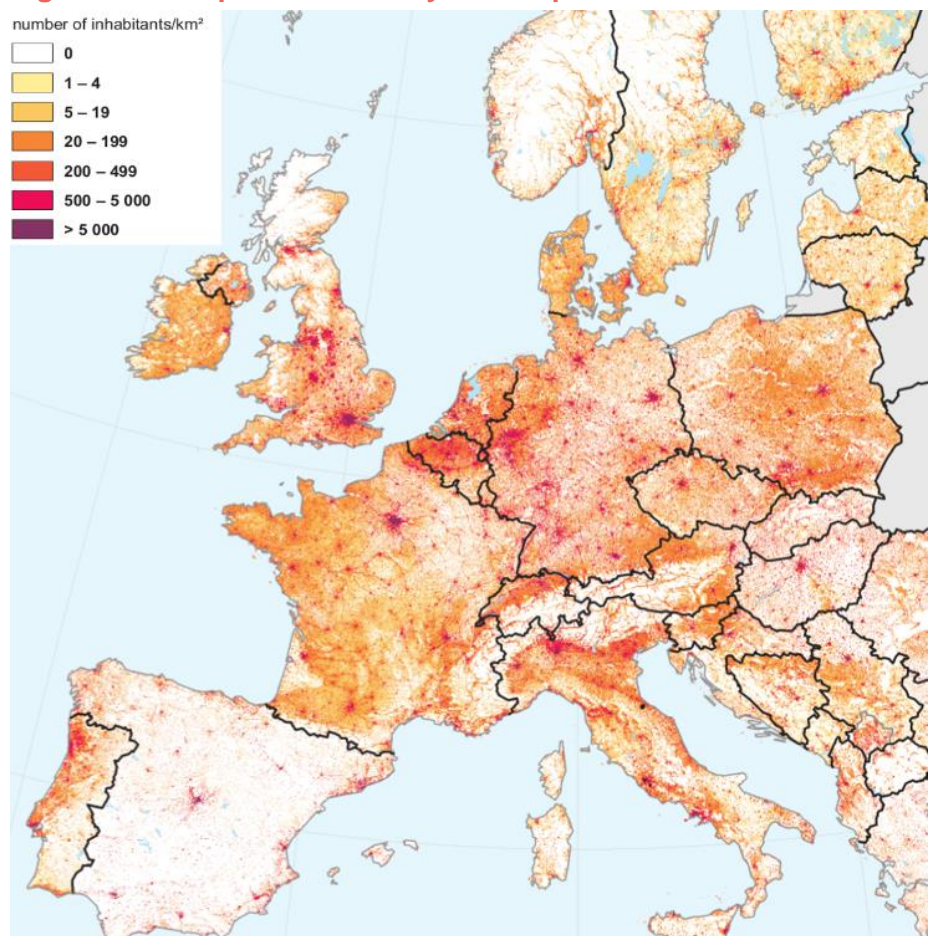 number of inhabitants/km²
0
1 – 4
5 – 19
20 – 199
200 – 499
500 – 5 000
> 5 000